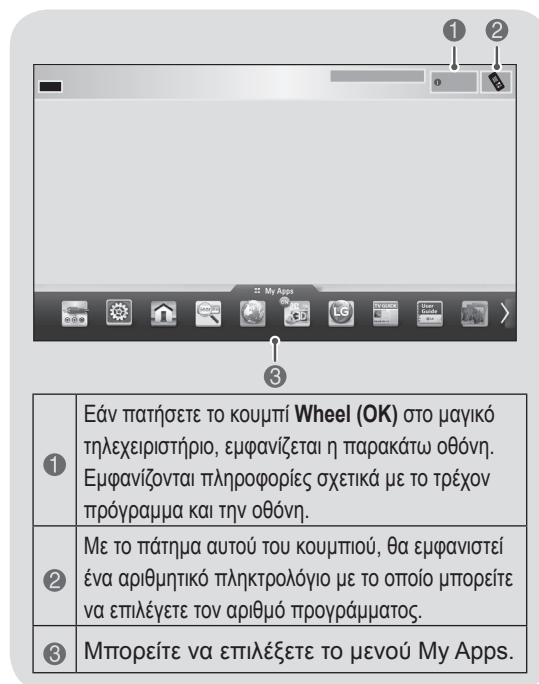 1
2
My Apps
OK
Search
3D
LG
TV GUIDE
User
Guide
3
1
Εάν πατήσετε το κουμπί Wheel (OK) στο μαγικό
τηλεχειριστήριο, εμφανίζεται η παρακάτω οθόνη.
Εμφανίζονται πληροφορίες σχετικά με το τρέχον
πρόγραμμα και την οθόνη.
2
Με το πάτημα αυτού του κουμπιού, θα εμφανιστεί
ένα αριθμητικό πληκτρολόγιο με το οποίο μπορείτε
να επιλέγετε τον αριθμό προγράμματος.
3
Μπορείτε να επιλέξετε το μενού My Apps.